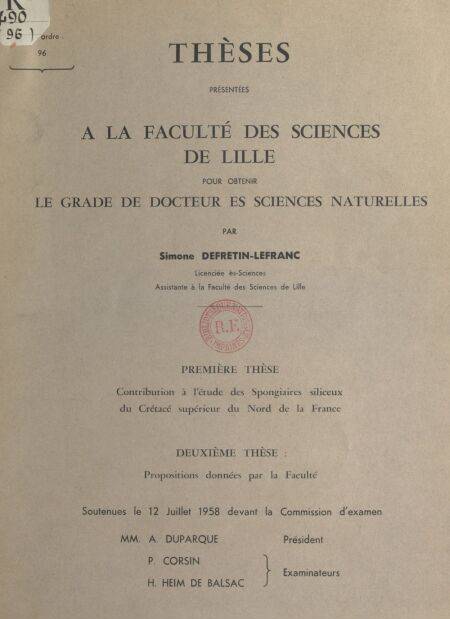 R
490
(96)
ordre
96
THÈSES
PRÉSENTÉES
A LA FACULTÉ DES SCIENCES
DE LILLE
POUR OBTENIR
LE GRADE DE DOCTEUR ES SCIENCES NATURELLES
PAR
Simone DEFRETIN-LEFRANC
Licenciée ès-Sciences
Assistante à la Faculté des Sciences de Lille
R.F.
PREMIÈRE THÈSE
Contribution à l'étude des Spongiaires siliceux
du Crétacé supérieur du Nord de la France
DEUXIÈME THÈSE :
Propositions données par la Faculté
Soutenues le 12 Juillet 1958 devant la Commission d'examen
MM. A. DUPARQUE Président
P. CORSIN
H. HEIM DE BALSAC } Examinateurs